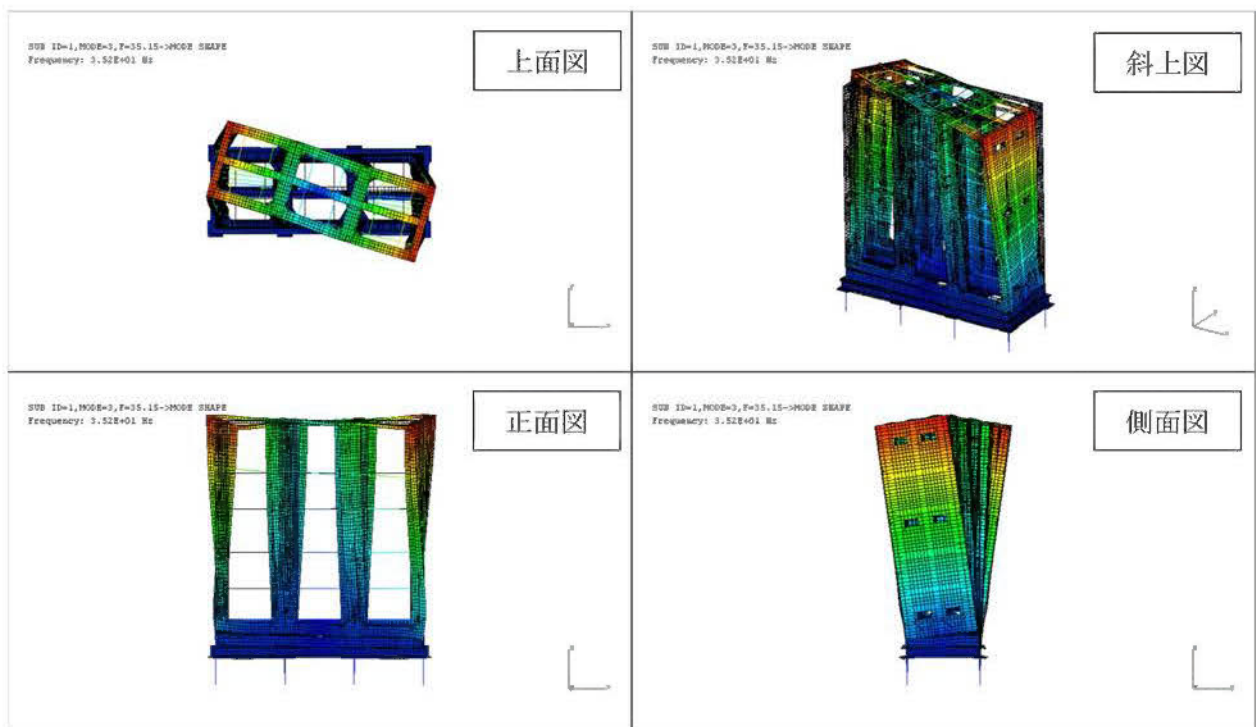 SUB ID=1,MODE=3,F=35.15->MODE SHAPE
Frequency: 3.52E+01 Hz
上面図
SUB ID=1,MODE=3,F=35.15->MODE SHAPE
Frequency: 3.52E+01 Hz
斜上図
SUB ID=1,MODE=3,F=35.15->MODE SHAPE
Frequency: 3.52E+01 Hz
正面図
SUB ID=1,MODE=3,F=35.15->MODE SHAPE
Frequency: 3.52E+01 Hz
側面図